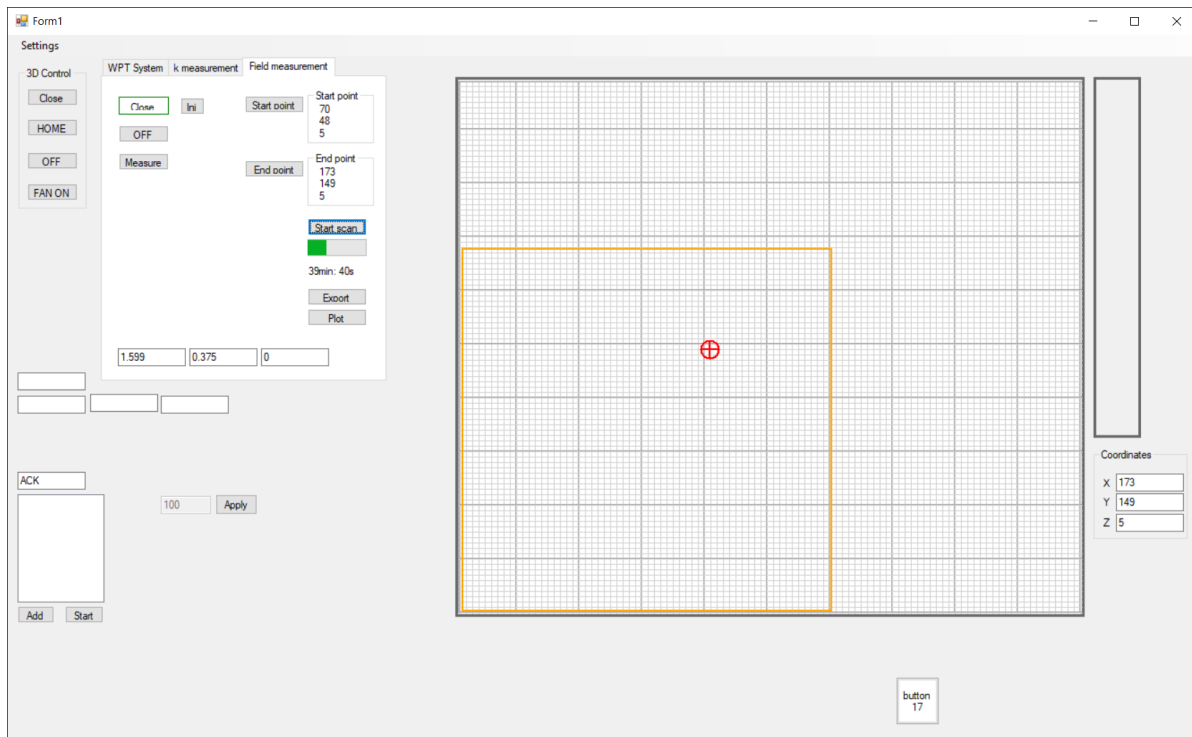 Form1
Settings
3D Control
Close
HOME
OFF
FAN ON
WPT System
k measurement
Field measurement
Close
Ini
OFF
Measure
Start point
Start point
70
48
5
End point
End point
173
149
5
Start scan
39min: 40s
Export
Plot
1.599
0.375
0
ACK
100
Apply
Add
Start
Coordinates
X 173
Y 149
Z 5
button
17